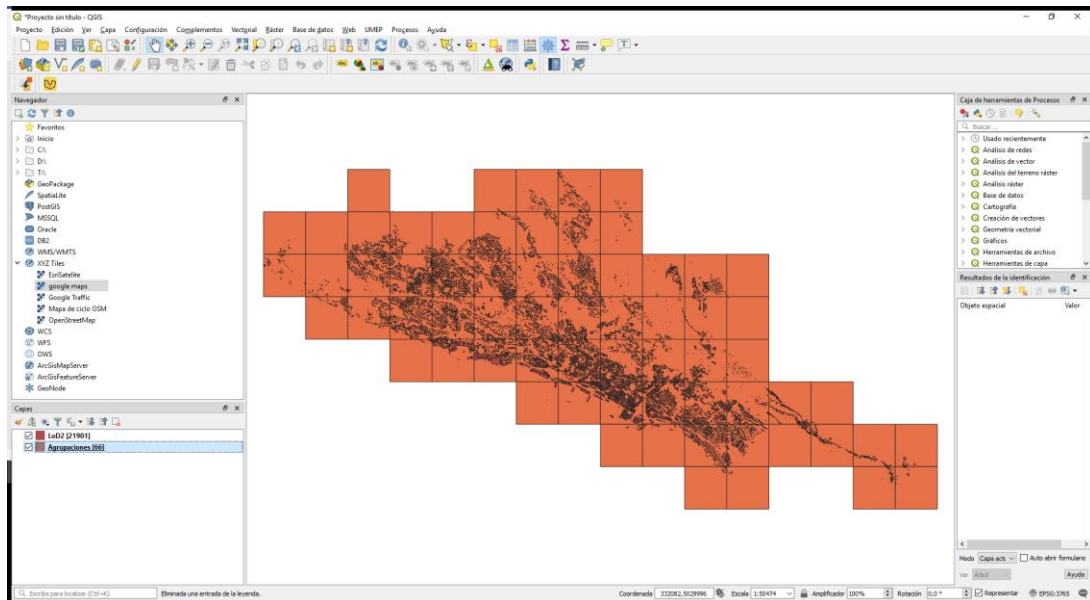 *Proyecto sin título - QGIS
Proyecto Edición Ver Capa Configuración Complementos Vectorial Ráster Base de datos Web UMEP Procesos Ayuda
Navegador
Favoritos
Inicio
C:\
D:\
T:\
GeoPackage
SpatiaLite
PostGIS
MSSQL
Oracle
DB2
WMS/WMTS
XYZ Tiles
EsriSatelite
google maps
Google Traffic
Mapa de ciclo OSM
OpenStreetMap
WCS
WFS
OWS
ArcGisMapServer
ArcGisFeatureServer
GeoNode
Capas
LoD2 [21901]
Agrupaciones [66]
Caja de herramientas de Procesos
Buscar...
Usado recientemente
Análisis de redes
Análisis de vector
Análisis del terreno ráster
Análisis ráster
Base de datos
Cartografía
Creación de vectores
Geometría vectorial
Gráficos
Herramientas de archivo
Herramientas de capa
Resultados de la identificación
Objeto espacial Valor
Modo Capa acti Auto abrir formulario
Ver Árbol Ayuda
Escriba para localizar (Ctrl+K) Eliminada una entrada de la leyenda. Coordenada 332082,5029996 Escala 1:50474 Amplificador 100% Rotación 0,0 ° Representar EPSG:3765